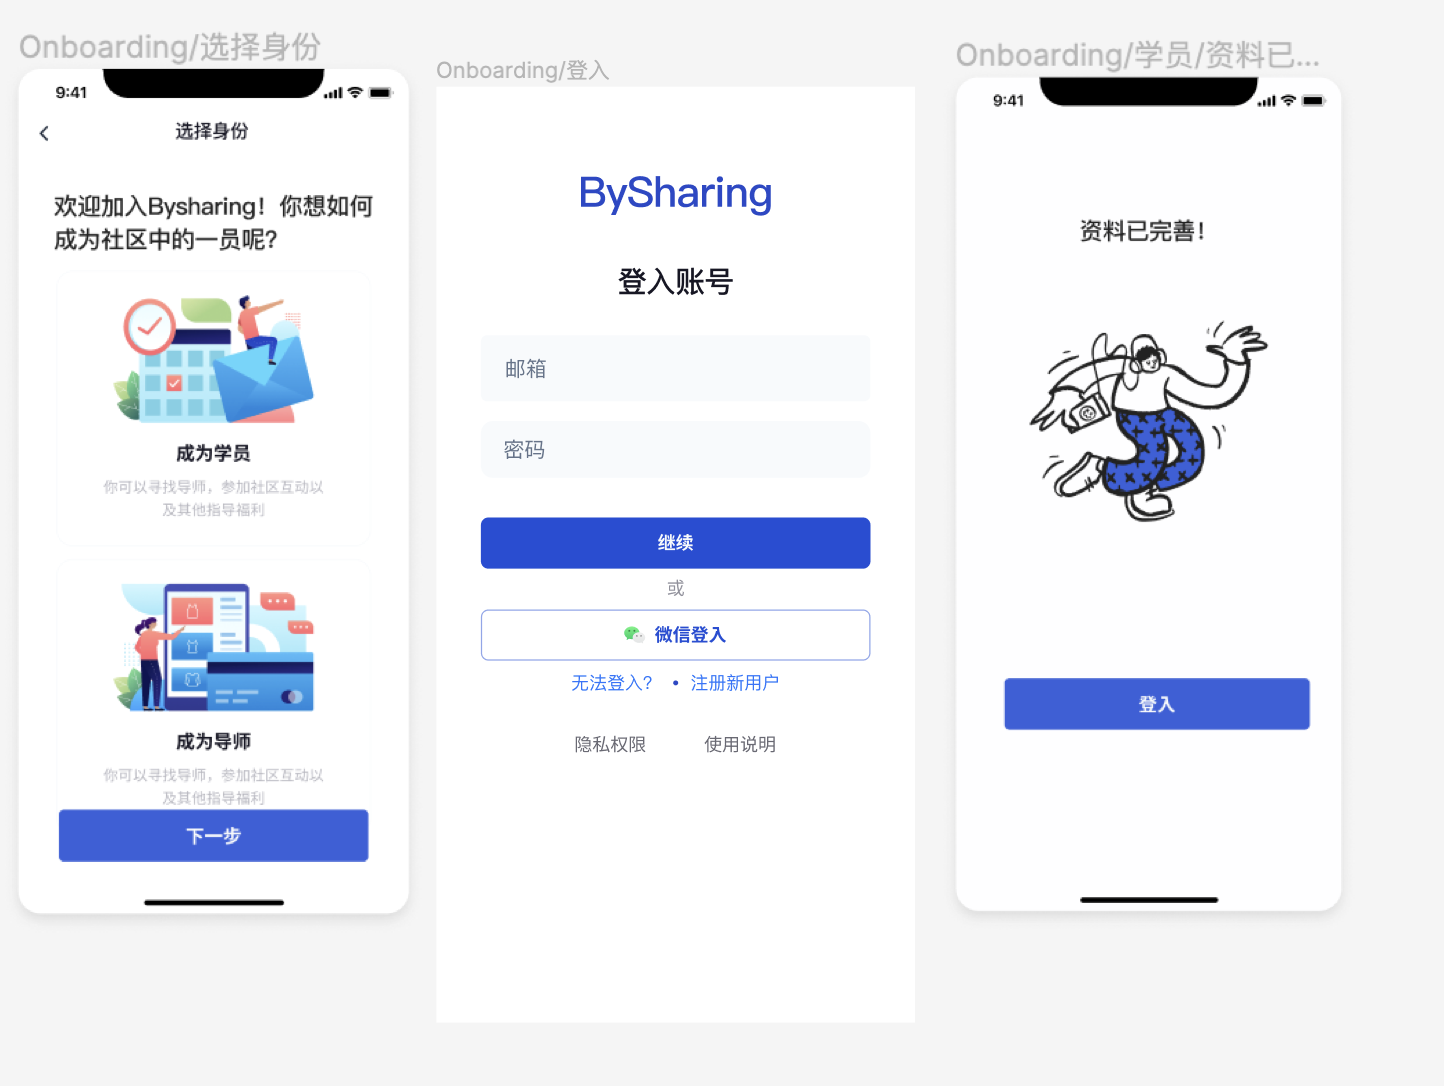 Onboarding/选择身份
9:41
选择身份
欢迎加入Bysharing！你想如何
成为社区中的一员呢?
成为学员
你可以寻找导师，参加社区互动以
及其他指导福利
成为导师
你可以寻找导师，参加社区互动以
及其他指导福利
下一步
Onboarding/登入
BySharing
登入账号
邮箱
密码
继续
或
微信登入
无法登入? • 注册新用户
隐私权限 使用说明
Onboarding/学员/资料已...
9:41
资料已完善！
登入